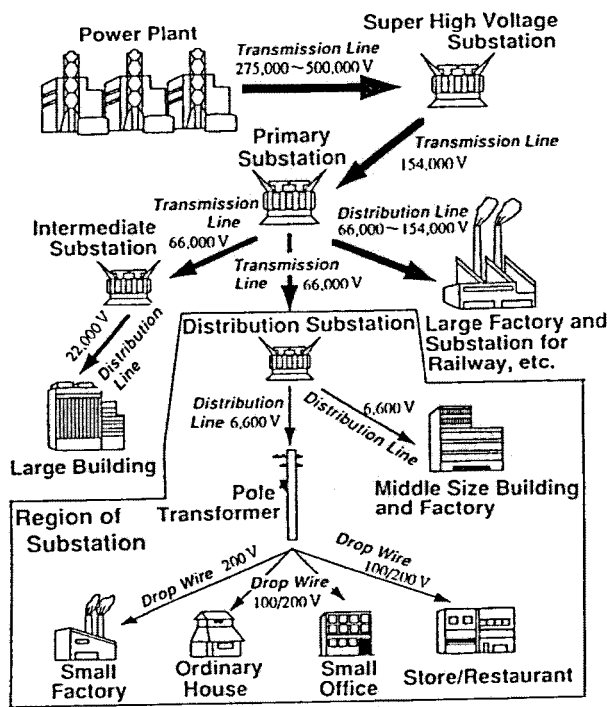 Power Plant
Transmission Line
275,000~500,000 V
Super High Voltage
Substation
Transmission Line
154,000 V
Primary
Substation
Transmission
Line
66,000 V
Intermediate
Substation
Distribution Line
66,000~154,000 V
Transmission
Line
66,000 V
22,000 V
Distribution
Line
Large Factory and
Substation for
Railway, etc.
Distribution Substation
Large Building
Distribution
Line 6,600 V
6,600 V
Distribution Line
Middle Size Building
and Factory
Pole
Transformer
Region of
Substation
Drop Wire 200 V
Drop Wire
100/200 V
Drop Wire
100/200 V
Small
Factory
Ordinary
House
Small
Office
Store/Restaurant